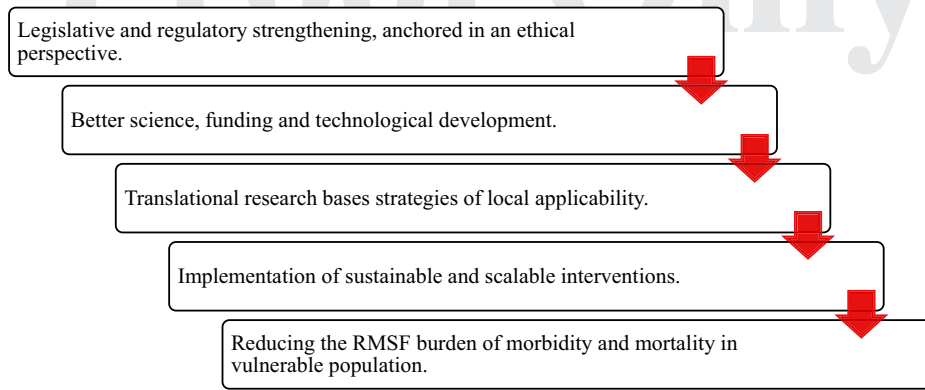 Legislative and regulatory strengthening, anchored in an ethical
perspective.
Better science, funding and technological development.
Translational research bases strategies of local applicability.
Implementation of sustainable and scalable interventions.
Reducing the RMSF burden of morbidity and mortality in
vulnerable population.